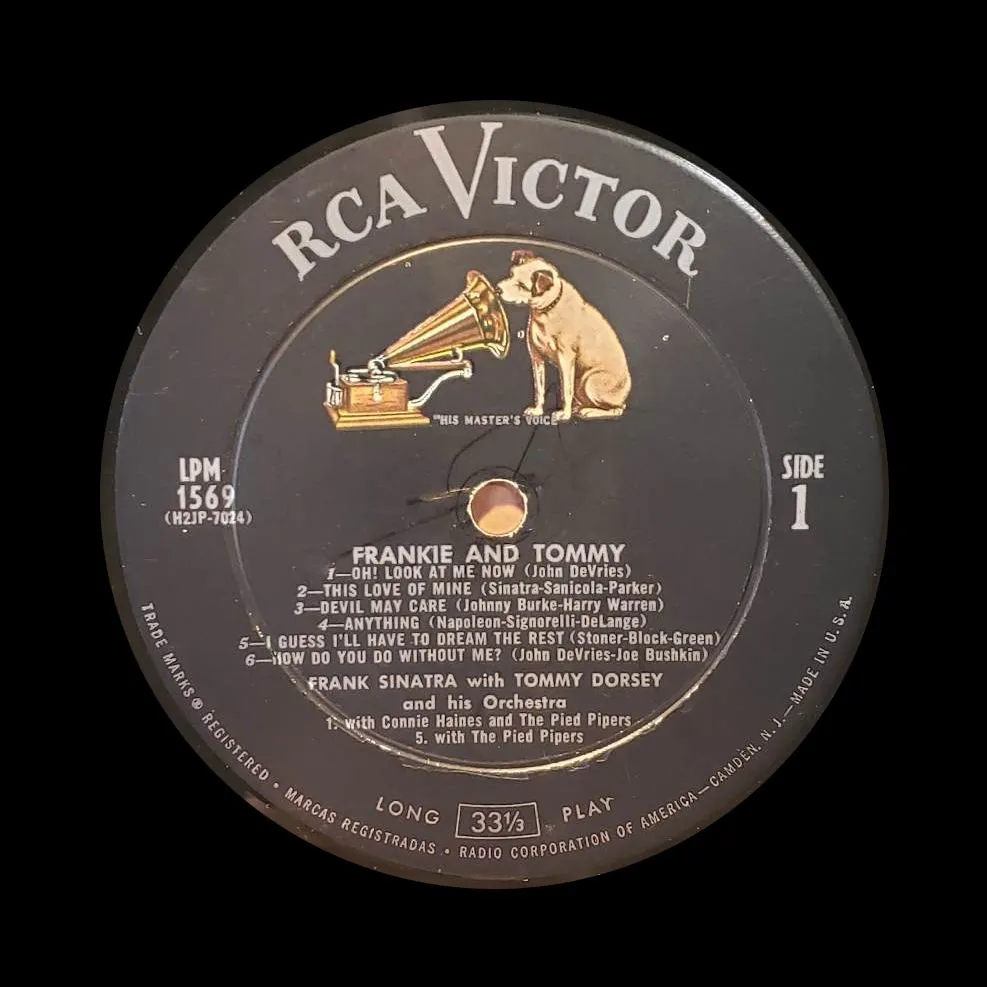 RCA VICTOR
"HIS MASTER'S VOICE"
LPM
1569
(H2JP-7024)
SIDE
1
FRANKIE AND TOMMY
1—OH! LOOK AT ME NOW (John DeVries)
2—THIS LOVE OF MINE (Sinatra-Sanicola-Parker)
3—DEVIL MAY CARE (Johnny Burke-Harry Warren)
4—ANYTHING (Napoleon-Signorelli-DeLange)
5—I GUESS I'LL HAVE TO DREAM THE REST (Stoner-Block-Green)
6—HOW DO YOU DO WITHOUT ME? (John DeVries-Joe Bushkin)
FRANK SINATRA with TOMMY DORSEY
and his Orchestra
1. with Connie Haines and The Pied Pipers
5. with The Pied Pipers
LONG 33⅓ PLAY
TRADE MARKS ® REGISTERED • MARCAS REGISTRADAS • RADIO CORPORATION OF AMERICA—CAMDEN, N. J.—MADE IN U. S. A.